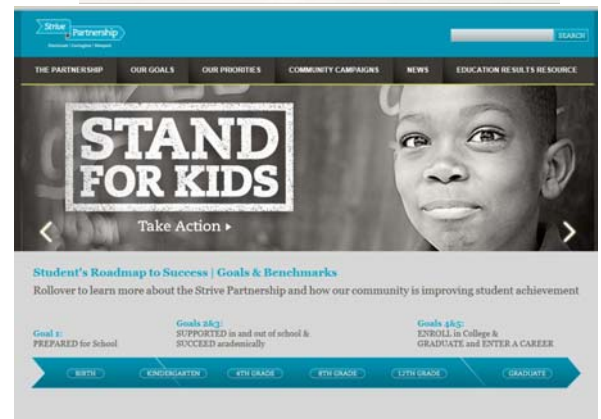 Strive Partnership
Cincinnati | Covington | Newport
SEARCH
THE PARTNERSHIP OUR GOALS OUR PRIORITIES COMMUNITY CAMPAIGNS NEWS EDUCATION RESULTS RESOURCE
STAND
FOR KIDS
Take Action
Student's Roadmap to Success | Goals & Benchmarks
Rollover to learn more about the Strive Partnership and how our community is improving student achievement
Goal 1:
PREPARED for School
Goals 2&3:
SUPPORTED in and out of school &
SUCCEED academically
Goals 4&5:
ENROLL in College &
GRADUATE and ENTER A CAREER
BIRTH KINDERGARTEN 4TH GRADE 8TH GRADE 12TH GRADE GRADUATE